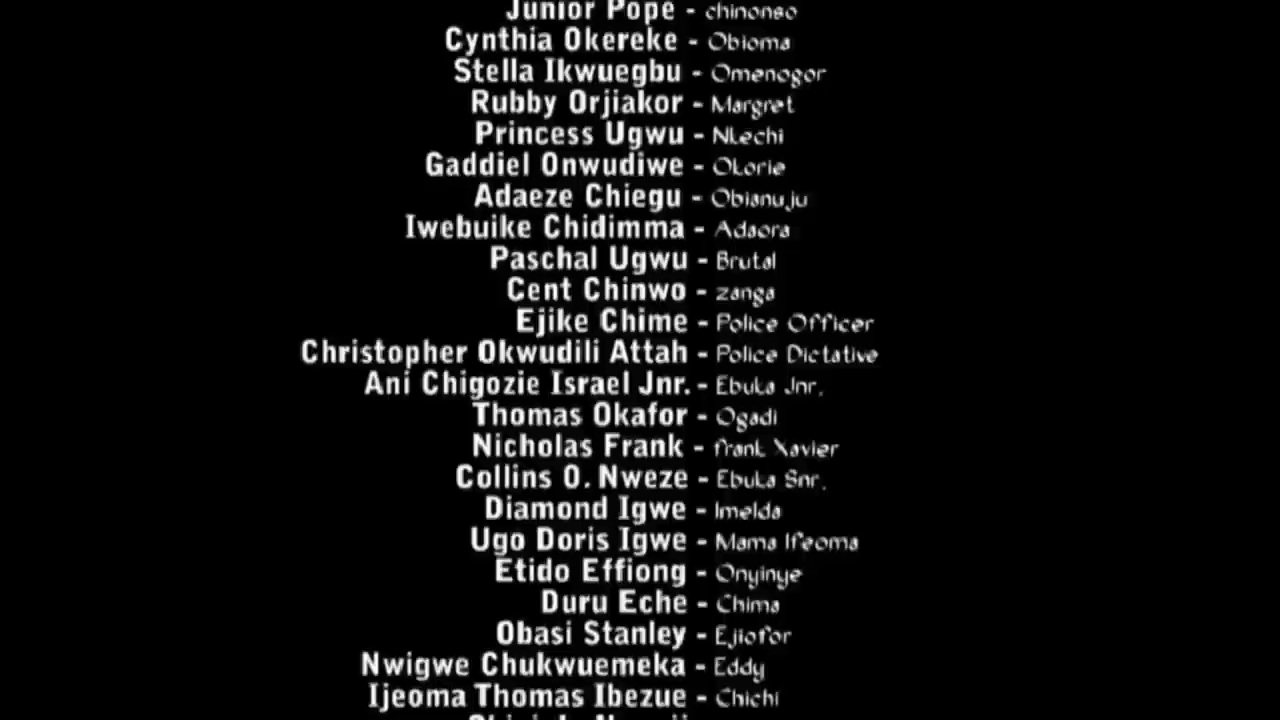 Junior Pope - chinonso
Cynthia Okereke - Obioma
Stella Ikwuegbu - Omenogor
Rubby Orjiakor - Margret
Princess Ugwu - Nkechi
Gaddiel Onwudiwe - Okorie
Adaeze Chiegu - Obianuju
Iwebuike Chidimma - Adaora
Paschal Ugwu - Brutal
Cent Chinwo - zanga
Ejike Chime - Police Officer
Christopher Okwudili Attah - Police Dictative
Ani Chigozie Israel Jnr. - Ebuka Jnr.
Thomas Okafor - Ogadi
Nicholas Frank - frank Xavier
Collins O. Nweze - Ebuka Snr.
Diamond Igwe - Imelda
Ugo Doris Igwe - Mama Ifeoma
Etido Effiong - Onyinye
Duru Eche - Chima
Obasi Stanley - Ejiofor
Nwigwe Chukwuemeka - Eddy
Ijeoma Thomas Ibezue - Chichi